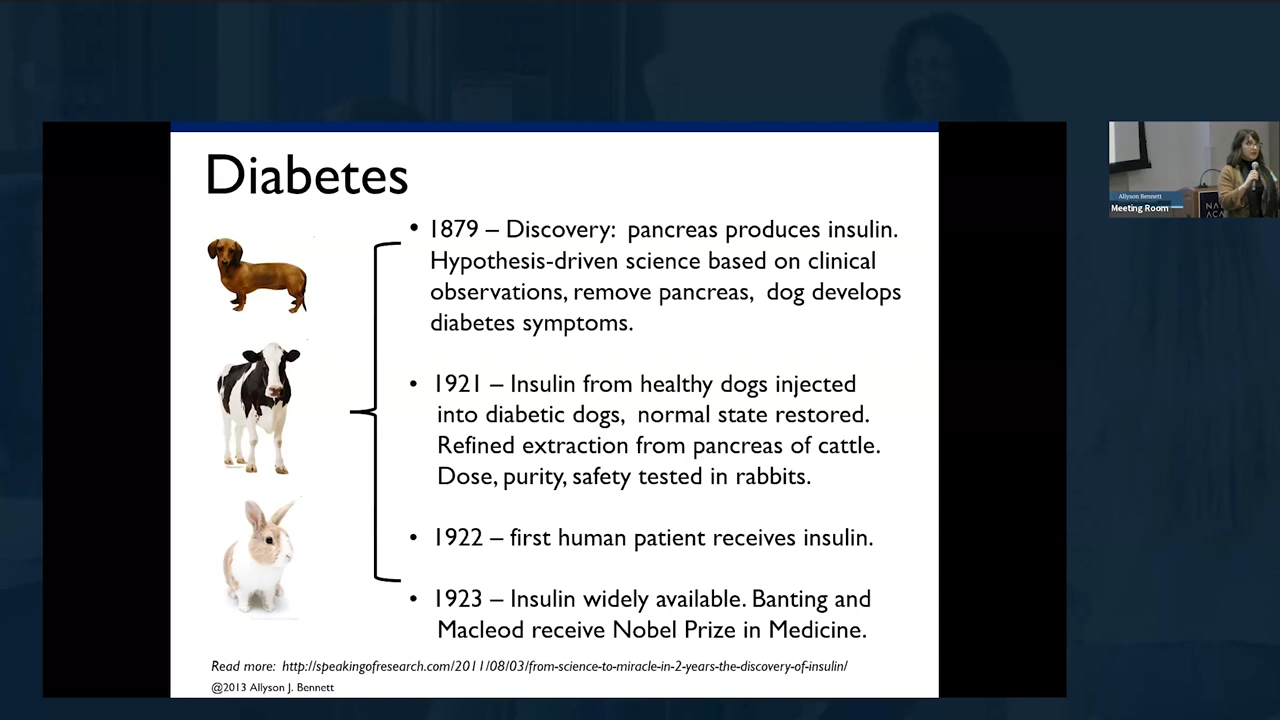 Diabetes
• 1879 – Discovery: pancreas produces insulin.
Hypothesis-driven science based on clinical
observations, remove pancreas, dog develops
diabetes symptoms.
• 1921 – Insulin from healthy dogs injected
into diabetic dogs, normal state restored.
Refined extraction from pancreas of cattle.
Dose, purity, safety tested in rabbits.
• 1922 – first human patient receives insulin.
• 1923 – Insulin widely available. Banting and
Macleod receive Nobel Prize in Medicine.
Read more: http://speakingofresearch.com/2011/08/03/from-science-to-miracle-in-2-years-the-discovery-of-insulin/
@2013 Allyson J. Bennett
Allyson Bennett
Meeting Room
NA
ACA